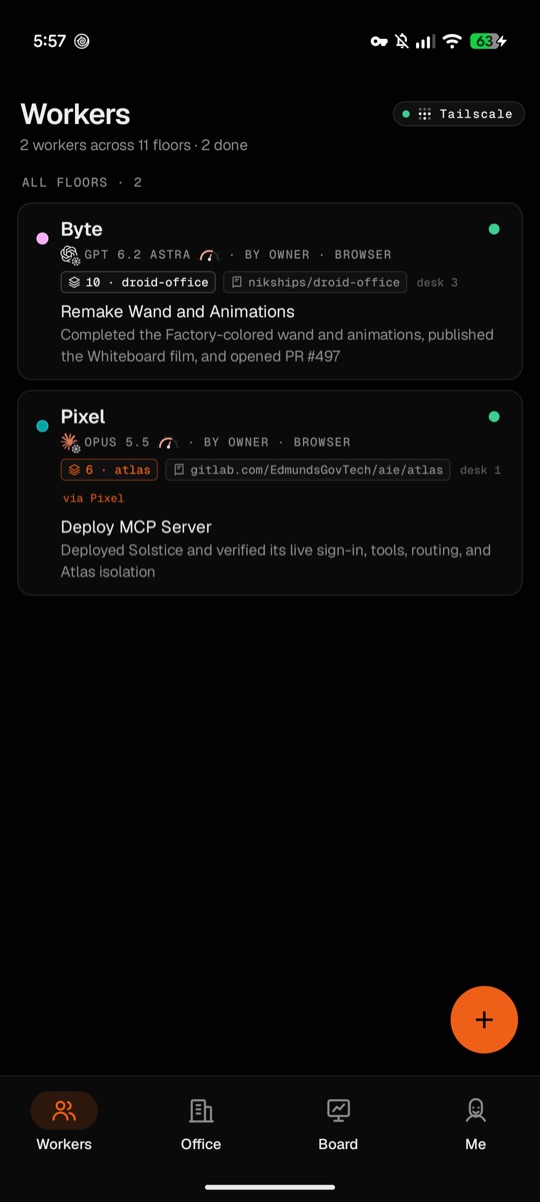 5:57
63
Workers
Tailscale
2 workers across 11 floors · 2 done
ALL FLOORS · 2
Byte
GPT 6.2 ASTRA · BY OWNER · BROWSER
10 · droid-office nikships/droid-office desk 3
Remake Wand and Animations
Completed the Factory-colored wand and animations, published
the Whiteboard film, and opened PR #497
Pixel
OPUS 5.5 · BY OWNER · BROWSER
6 · atlas gitlab.com/EdmundsGovTech/aie/atlas desk 1
via Pixel
Deploy MCP Server
Deployed Solstice and verified its live sign-in, tools, routing, and
Atlas isolation
+
Workers Office Board Me